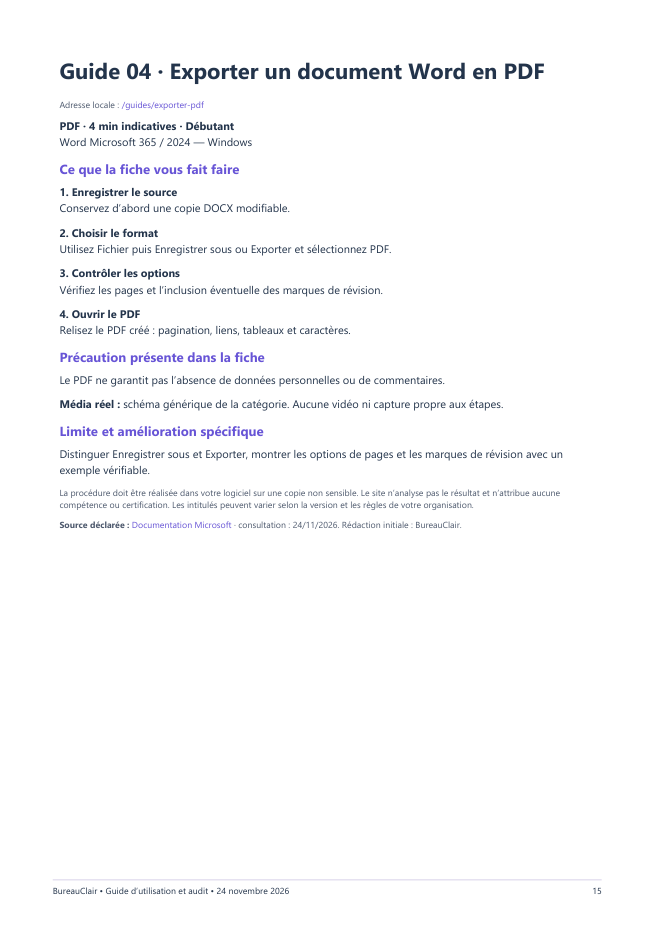 Guide 04 · Exporter un document Word en PDF
Adresse locale : /guides/exporter-pdf
PDF · 4 min indicatives · Débutant
Word Microsoft 365 / 2024 — Windows
Ce que la fiche vous fait faire
1. Enregistrer le source
Conservez d’abord une copie DOCX modifiable.
2. Choisir le format
Utilisez Fichier puis Enregistrer sous ou Exporter et sélectionnez PDF.
3. Contrôler les options
Vérifiez les pages et l’inclusion éventuelle des marques de révision.
4. Ouvrir le PDF
Relisez le PDF créé : pagination, liens, tableaux et caractères.
Précaution présente dans la fiche
Le PDF ne garantit pas l’absence de données personnelles ou de commentaires.
Média réel : schéma générique de la catégorie. Aucune vidéo ni capture propre aux étapes.
Limite et amélioration spécifique
Distinguer Enregistrer sous et Exporter, montrer les options de pages et les marques de révision avec un
exemple vérifiable.
La procédure doit être réalisée dans votre logiciel sur une copie non sensible. Le site n’analyse pas le résultat et n’attribue aucune
compétence ou certification. Les intitulés peuvent varier selon la version et les règles de votre organisation.
Source déclarée : Documentation Microsoft · consultation : 24/11/2026. Rédaction initiale : BureauClair.
BureauClair • Guide d’utilisation et audit • 24 novembre 2026
15